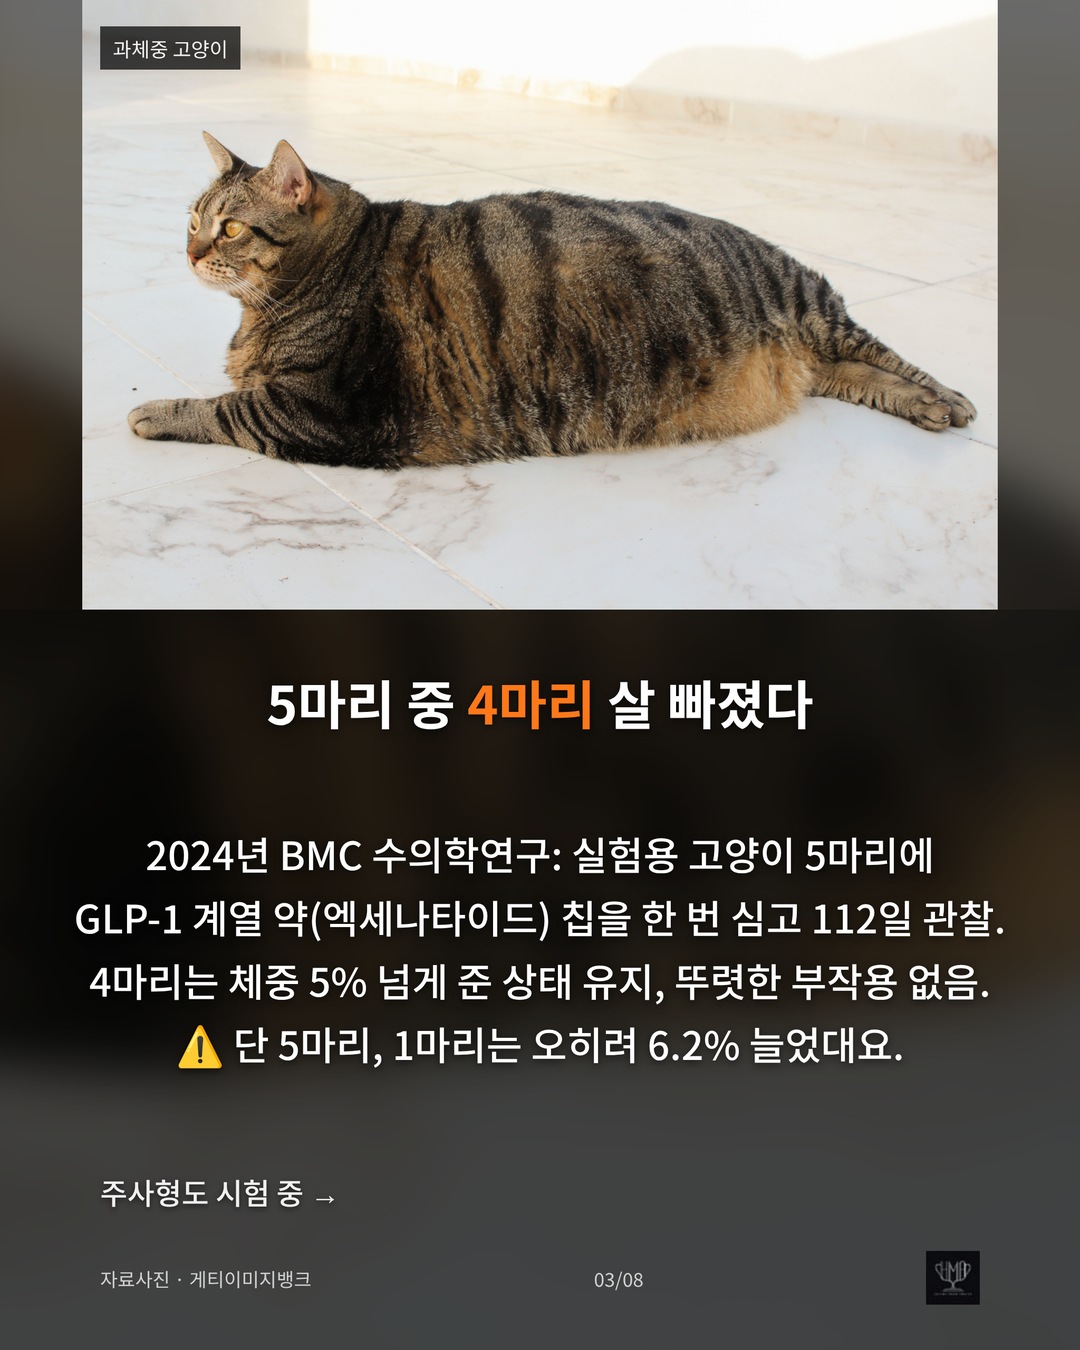 과체중 고양이
5마리 중 4마리 살 빠졌다
2024년 BMC 수의학연구: 실험용 고양이 5마리에
GLP-1 계열 약(엑세나타이드) 칩을 한 번 심고 112일 관찰.
4마리는 체중 5% 넘게 준 상태 유지, 뚜렷한 부작용 없음.
⚠️ 단 5마리, 1마리는 오히려 6.2% 늘었대요.
주사형도 시험 중 →
자료사진 · 게티이미지뱅크
03/08